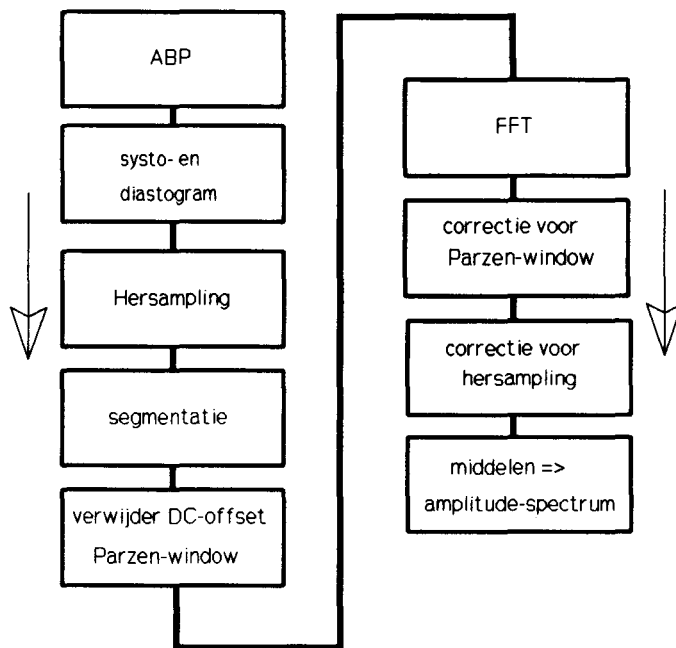 ABP
systo- en
diastogram
Hersampling
segmentatie
verwijder DC-offset
Parzen-window
FFT
correctie voor
Parzen-window
correctie voor
hersampling
middelen =>
amplitude-spectrum